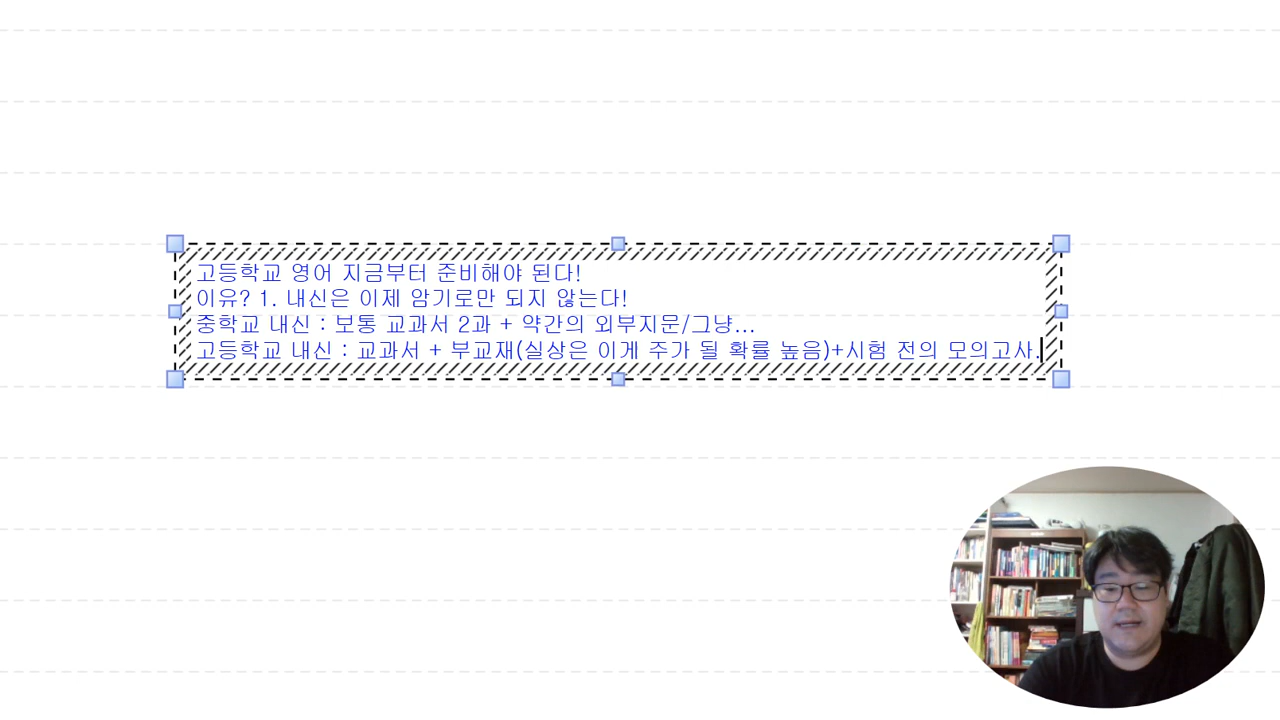 고등학교 영어 지금부터 준비해야 된다!
이유? 1. 내신은 이제 암기로만 되지 않는다!
중학교 내신 : 보통 교과서 2과 + 약간의 외부지문/그냥...
고등학교 내신 : 교과서 + 부교재(실상은 이게 주가 될 확률 높음)+시험 전의 모의고사.